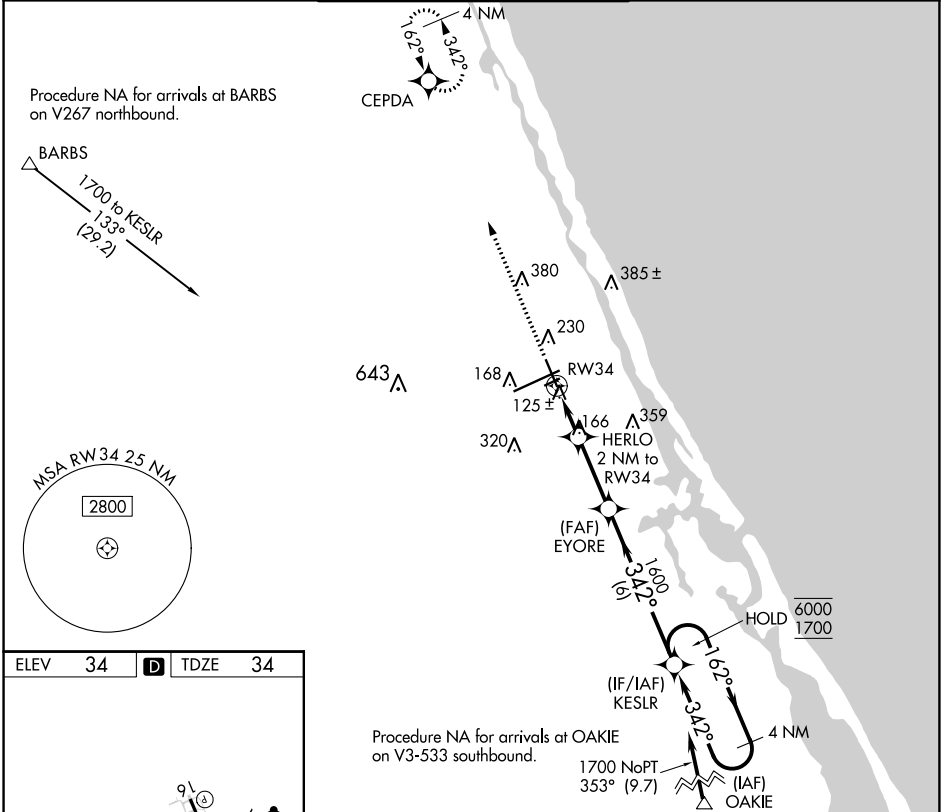 4 NM
162°
342°
CEPDA
Procedure NA for arrivals at BARBS
on V267 northbound.
BARBS
1700 to KESLR
133°
(29.2)
380
385 ±
230
643
168
RW34
125 ±
166
359
320
HERLO
2 NM to
RW34
MSA RW34 25 NM
2800
(FAF)
EYORE
1600
342°
(6)
HOLD
6000
1700
162°
(IF/IAF)
KESLR
342°
4 NM
ELEV 34 D TDZE 34
Procedure NA for arrivals at OAKIE
on V3-533 southbound.
1700 NoPT
353° (9.7)
(IAF)
OAKIE
16
P